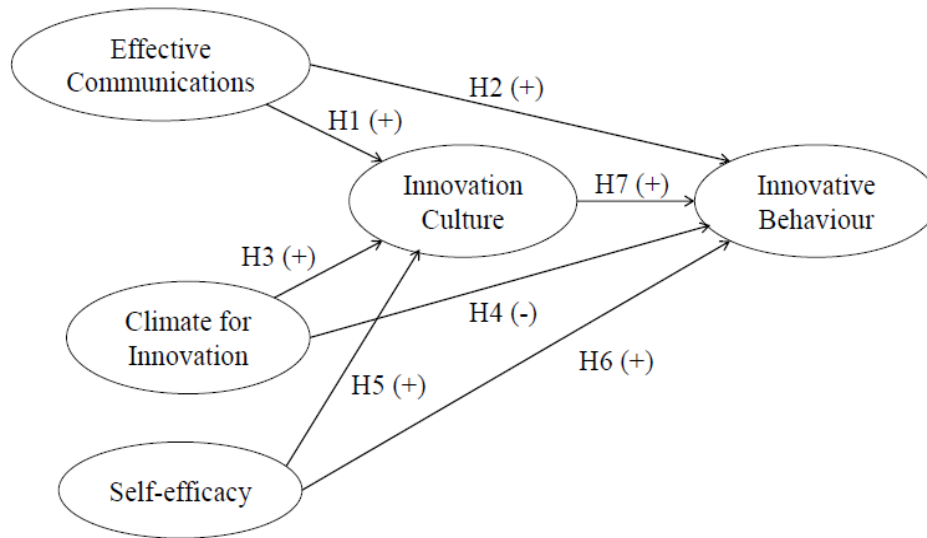 Effective
Communications
H2 (+)
H1 (+)
Innovation
Culture
H7 (+)
Innovative
Behaviour
H3 (+)
Climate for
Innovation
H4 (-)
H5 (+)
H6 (+)
Self-efficacy